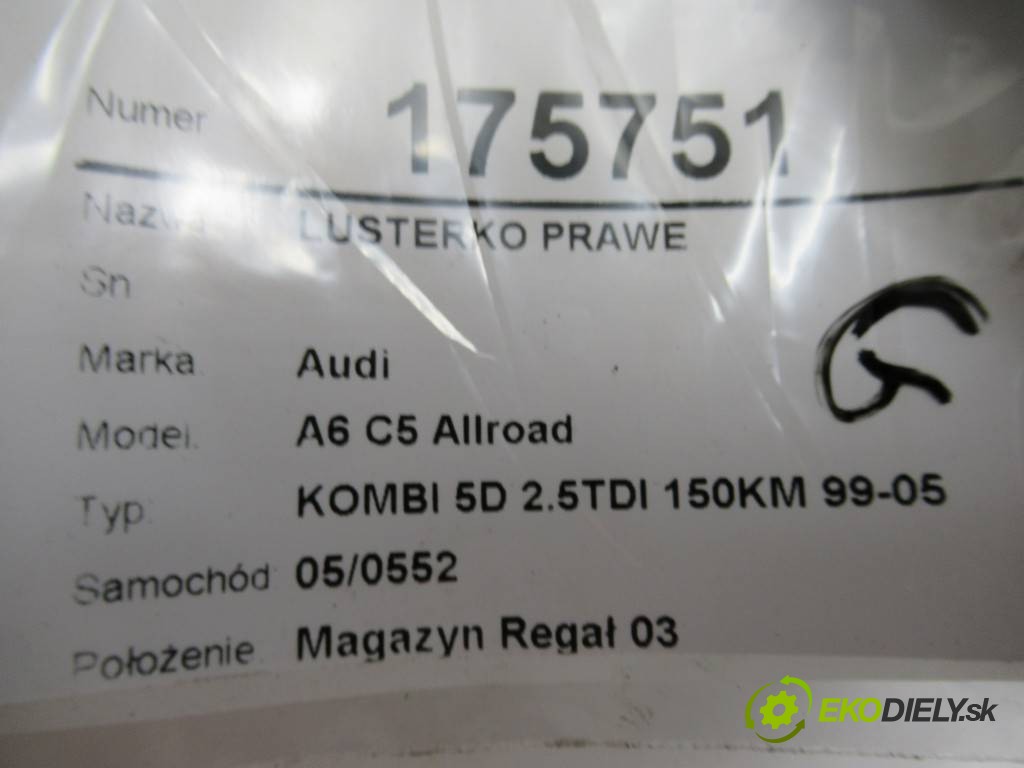 Numer 175751
Nazwa LUSTERKO PRAWE
Sn
Marka Audi
Model. A6 C5 Allroad
Typ KOMBI 5D 2.5TDI 150KM 99-05
Samochód 05/0552
Położenie Magazyn Regał 03
EKODIELY.sk